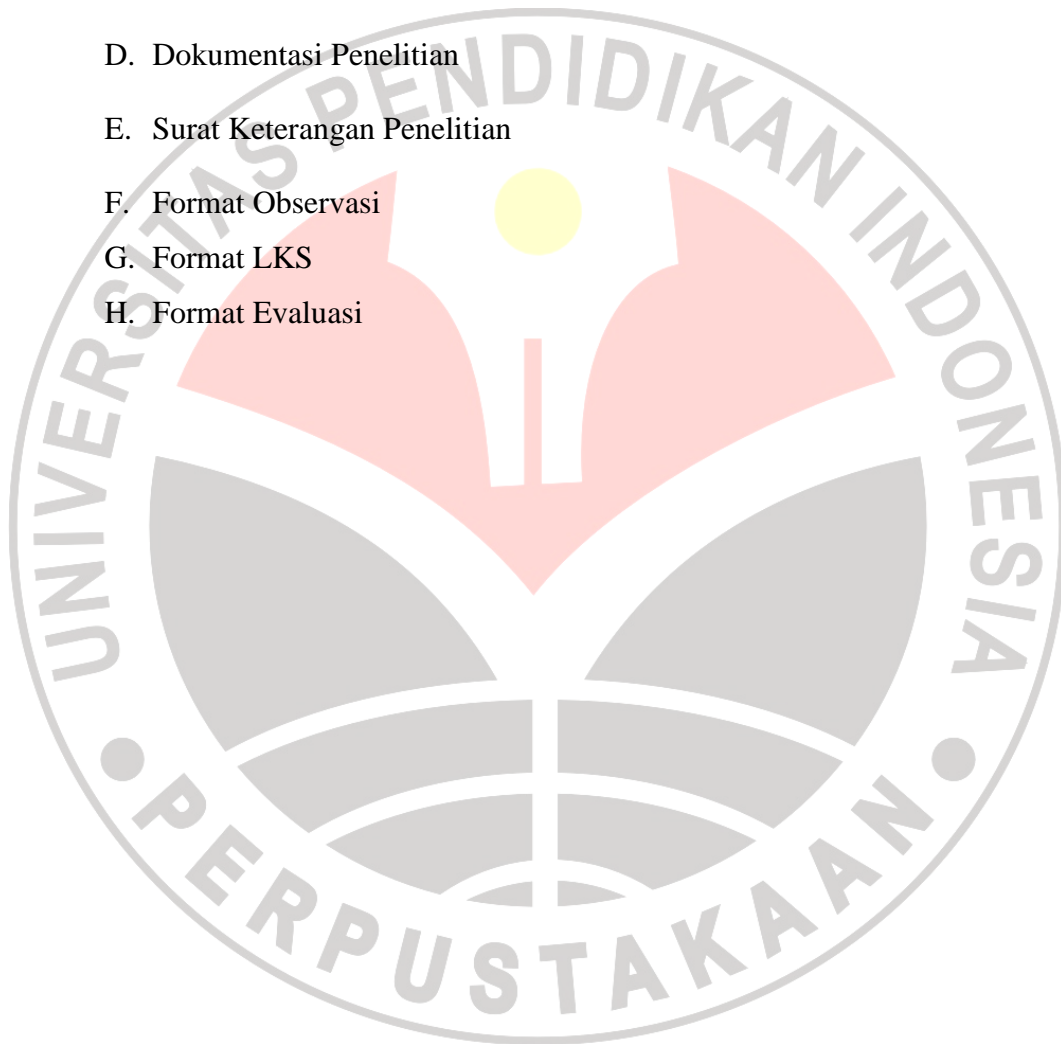 D. Dokumentasi Penelitian
E. Surat Keterangan Penelitian
F. Format Observasi
G. Format LKS
H. Format Evaluasi
UNIVERSITAS PENDIDIKAN INDONESIA
PERPUSTAKAAN